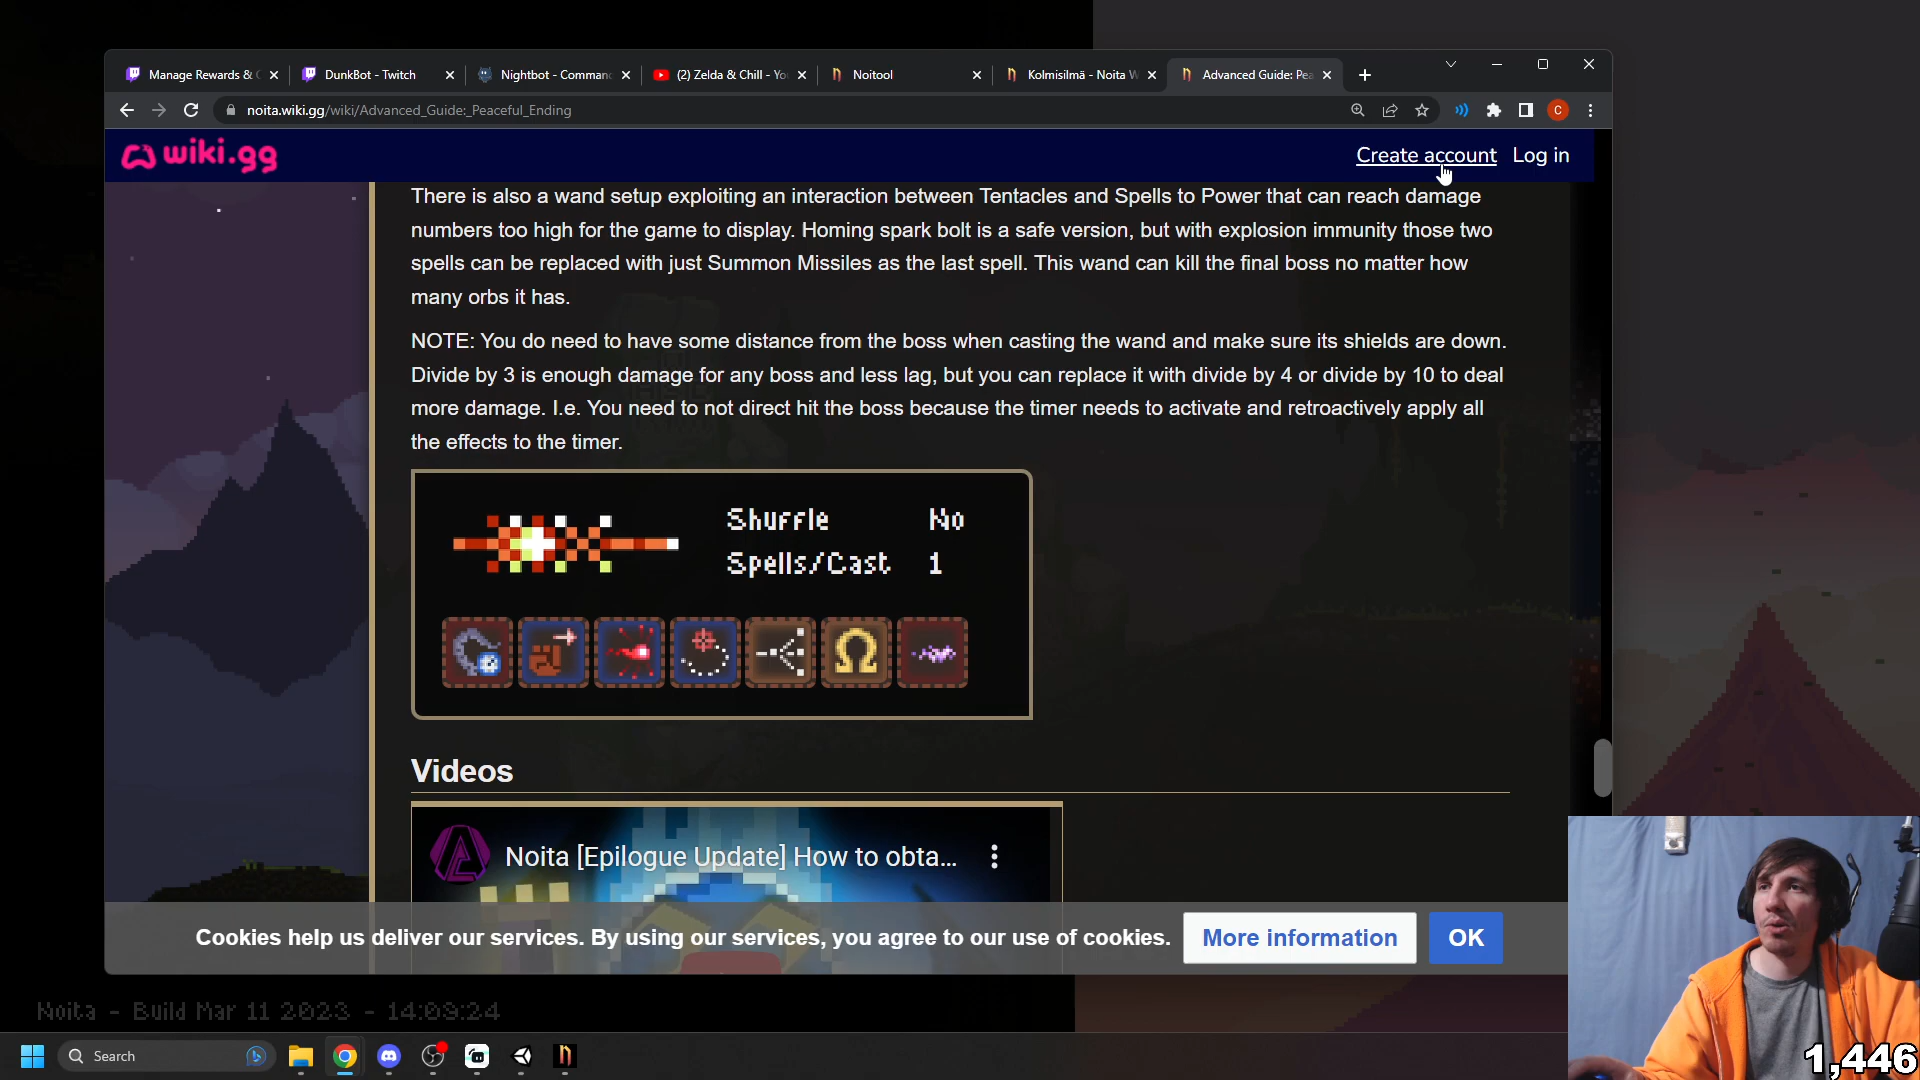 Manage Rewards & C
DunkBot - Twitch
Nightbot - Comman
(2) Zelda & Chill - Yo
Noitool
Kolmisilmä - Noita W
Advanced Guide: Pea
noita.wiki.gg/wiki/Advanced_Guide:_Peaceful_Ending
C
wiki.gg
Create account
Log in
There is also a wand setup exploiting an interaction between Tentacles and Spells to Power that can reach damage
numbers too high for the game to display. Homing spark bolt is a safe version, but with explosion immunity those two
spells can be replaced with just Summon Missiles as the last spell. This wand can kill the final boss no matter how
many orbs it has.
NOTE: You do need to have some distance from the boss when casting the wand and make sure its shields are down.
Divide by 3 is enough damage for any boss and less lag, but you can replace it with divide by 4 or divide by 10 to deal
more damage. I.e. You need to not direct hit the boss because the timer needs to activate and retroactively apply all
the effects to the timer.
Shuffle No
Spells/Cast 1
Videos
Noita [Epilogue Update] How to obta...
Cookies help us deliver our services. By using our services, you agree to our use of cookies.
More information
OK
Noita - Build Mar 11 2023 - 14:09:24
Search
1,446